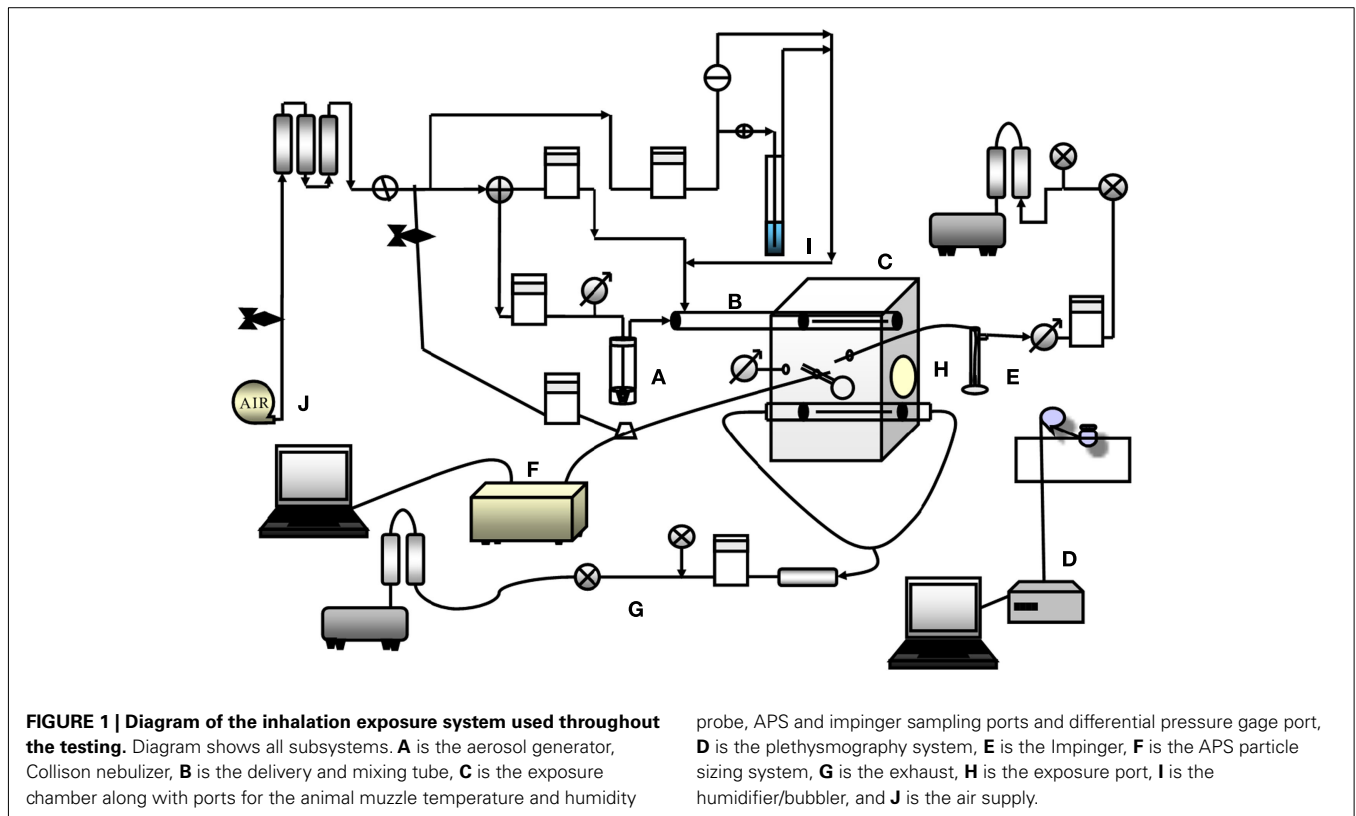 I
C
B
A
H
E
AIR
J
F
D
G
FIGURE 1 | Diagram of the inhalation exposure system used throughout
the testing. Diagram shows all subsystems. A is the aerosol generator,
Collison nebulizer, B is the delivery and mixing tube, C is the exposure
chamber along with ports for the animal muzzle temperature and humidity
probe, APS and impinger sampling ports and differential pressure gage port,
D is the plethysmography system, E is the Impinger, F is the APS particle
sizing system, G is the exhaust, H is the exposure port, I is the
humidifier/bubbler, and J is the air supply.